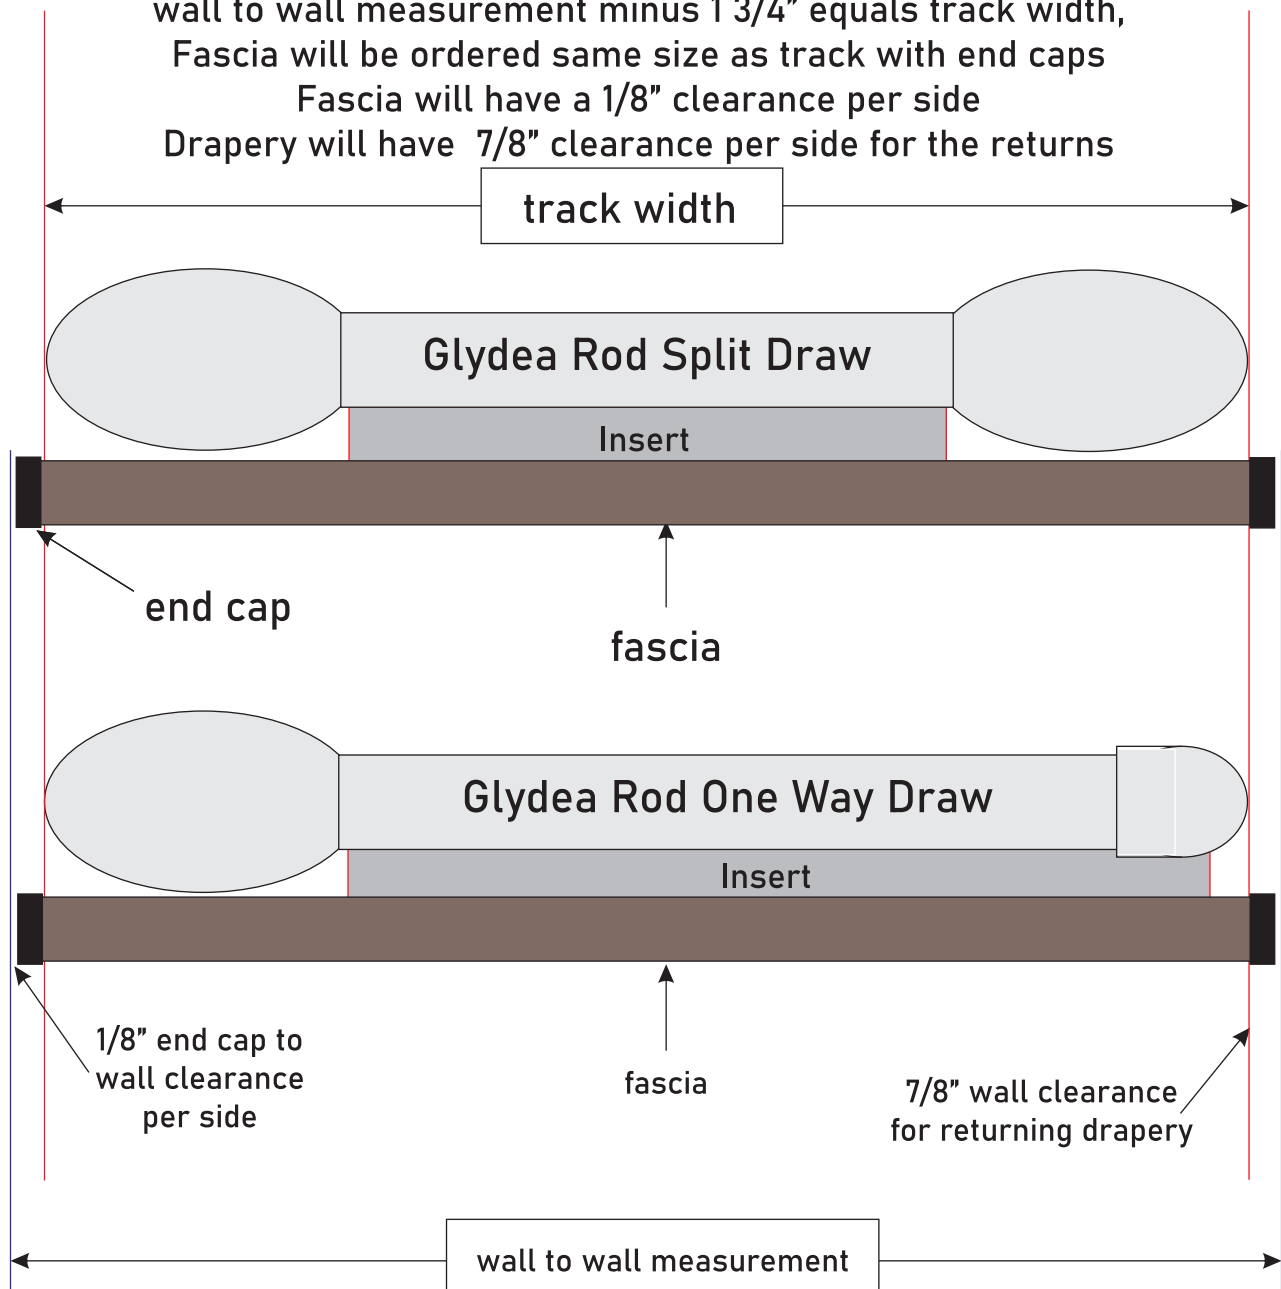 wall to wall measurement minus 1 3/4” equals track width,
Fascia will be ordered same size as track with end caps
Fascia will have a 1/8” clearance per side
Drapery will have 7/8” clearance per side for the returns
track width
Glydea Rod Split Draw
Insert
end cap
fascia
Glydea Rod One Way Draw
Insert
1/8” end cap to
wall clearance
per side
fascia
7/8” wall clearance
for returning drapery
wall to wall measurement